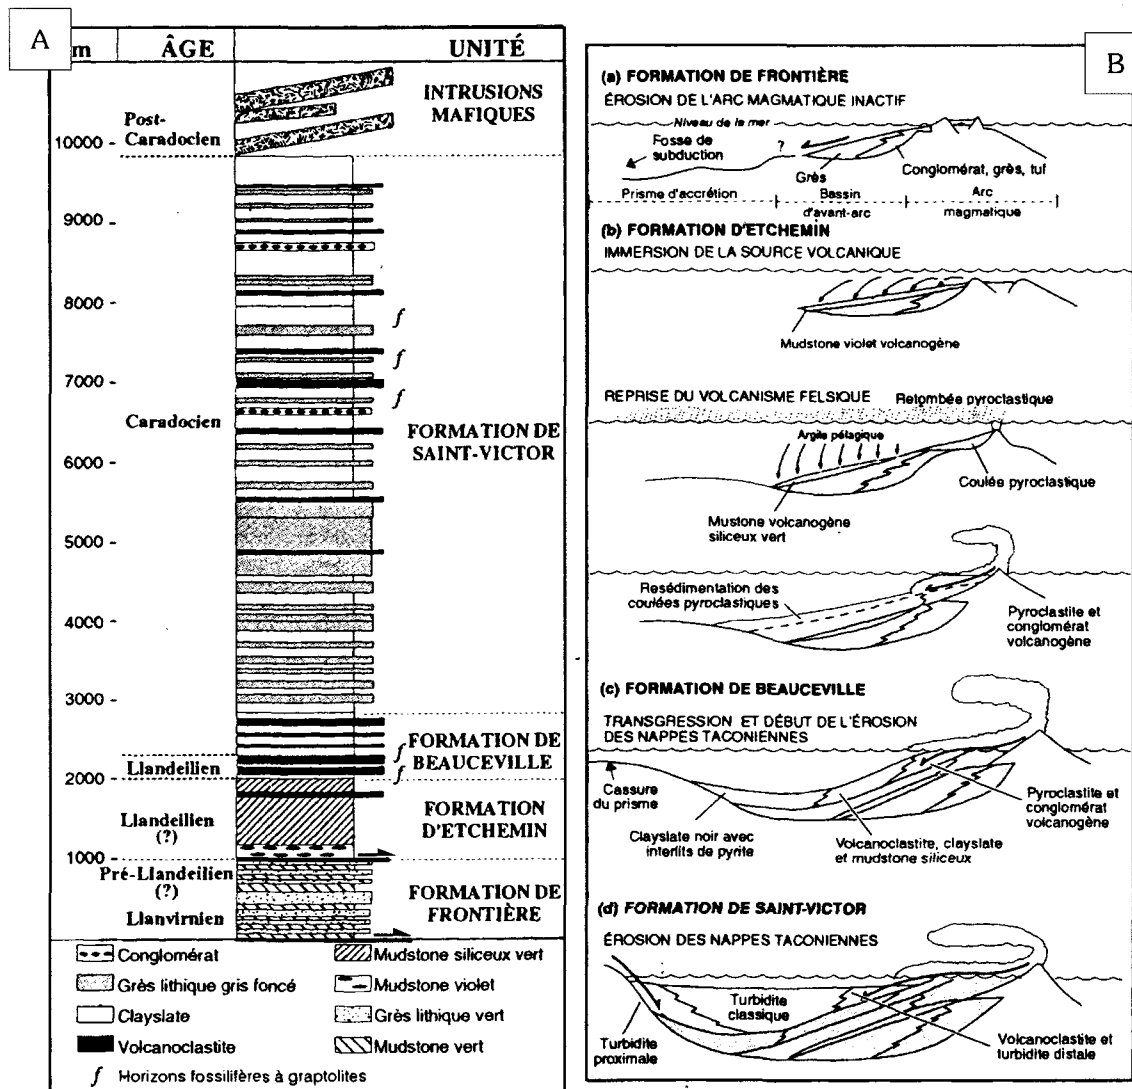 A
m
ÂGE
UNITÉ
Post-
Caradocien
INTRUSIONS
MAFIQUES
10000
9000
8000
f
f
7000
f
Caradocien
FORMATION DE
SAINT-VICTOR
6000
5000
4000
3000
FORMATION DE
BEAUCEVILLE
f
f
Llandeilien
2000
Llandeilien
(?)
FORMATION
D'ETCHEMIN
1000
Pré-Llandeilien
(?)
Llanvirnien
FORMATION DE
FRONTIÈRE
Conglomérat
Grès lithique gris foncé
Clayslate
Volcanoclastite
f Horizons fossilifères à graptolites
Mudstone siliceux vert
Mudstone violet
Grès lithique vert
Mudstone vert
B
(a) FORMATION DE FRONTIÈRE
ÉROSION DE L'ARC MAGMATIQUE INACTIF
Niveau de la mer
Fosse de
subduction
?
Grès
Conglomérat, grès, tuf
Prisme d'accrétion
Bassin
d'avant-arc
Arc
magmatique
(b) FORMATION D'ETCHEMIN
IMMERSION DE LA SOURCE VOLCANIQUE
Mudstone violet volcanogène
REPRISE DU VOLCANISME FELSIQUE
Retombée pyroclastique
Argile pélagique
Coulée pyroclastique
Mustone volcanogène
siliceux vert
Resédimentation des
coulées pyroclastiques
Pyroclastite et
conglomérat
volcanogène
(c) FORMATION DE BEAUCEVILLE
TRANSGRESSION ET DÉBUT DE L'ÉROSION
DES NAPPES TACONIENNES
Cassure
du prisme
Pyroclastite et
conglomérat
volcanogène
Clayslate noir avec
interlits de pyrite
Volcanoclastite, clayslate
et mudstone siliceux
(d) FORMATION DE SAINT-VICTOR
ÉROSION DES NAPPES TACONIENNES
Turbidite
classique
Turbidite
proximale
Volcanoclastite et
turbidite distale